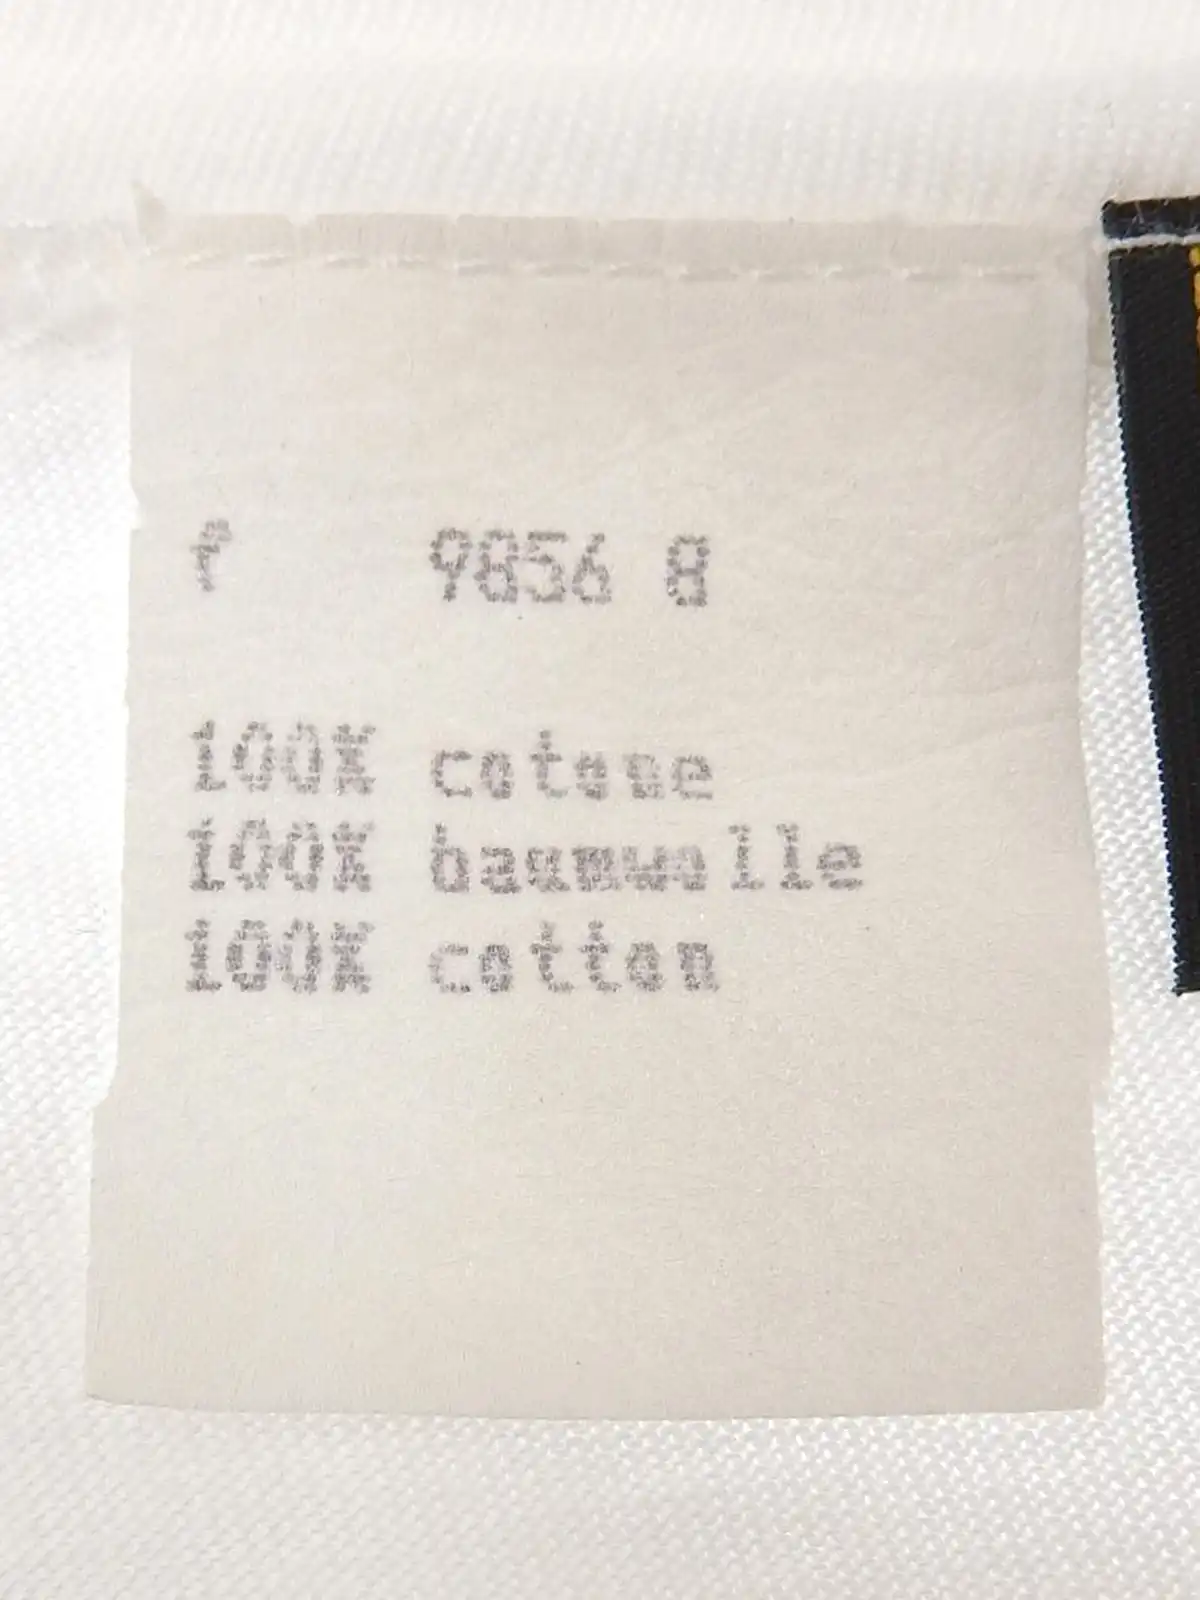 9856 8
100% cotone
100% baumwolle
100% cotton